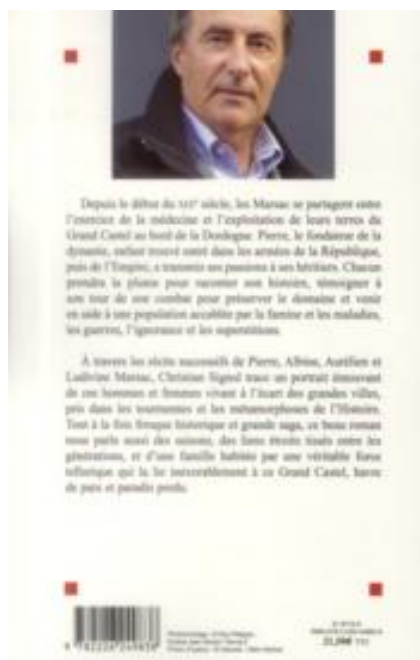 Depuis le début du XIXe siècle, les Marsac se partagent entre
l'exercice de la médecine et l'exploitation de leurs terres du
Grand Castel au bord de la Dordogne. Pierre, le fondateur de la
dynastie, enfant trouvé entré dans les armées de la République,
puis de l'Empire, a transmis ses passions à ses héritiers. Chacun
prendra la plume pour raconter son histoire, témoigner à
son tour de son combat pour préserver le domaine et venir
en aide à une population accablée par la famine et les maladies,
les guerres, l'ignorance et les superstitions.
À travers les récits successifs de Pierre, Albine, Aurélien et
Ludivine Marsac, Christian Signol trace un portrait émouvant
de ces hommes et femmes vivant à l'écart des grandes villes,
pris dans les tourmentes et les métamorphoses de l'Histoire.
Tout à la fois fresque historique et grande saga, ce beau roman
nous parle aussi des saisons, des liens étroits tissés entre les
générations, et d'une famille habitée par une véritable force
tellurique qui la lie inexorablement à ce Grand Castel, havre
de paix et paradis perdu.